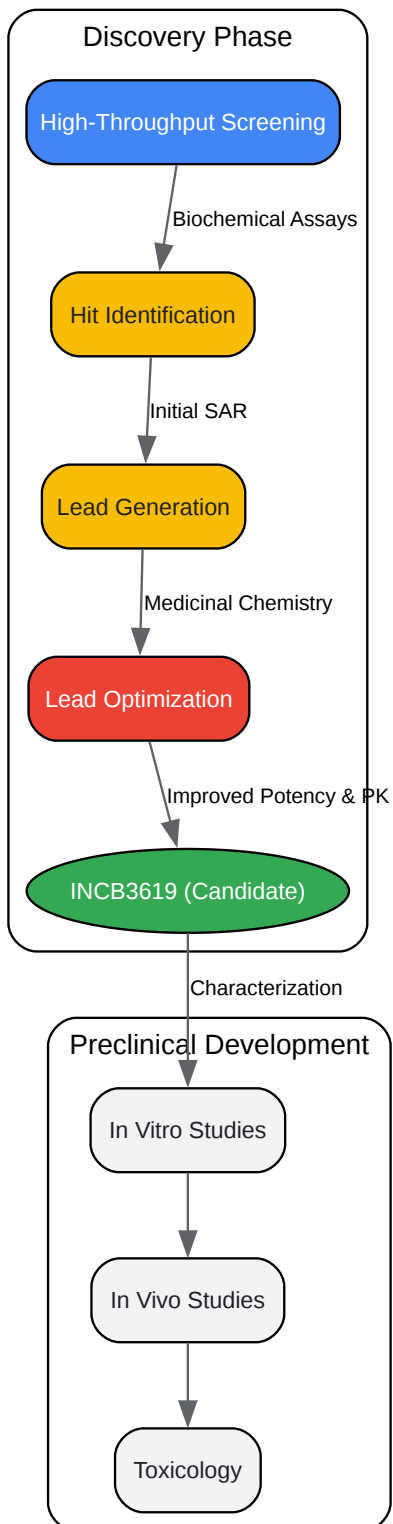 Discovery Phase
High-Throughput Screening
Biochemical Assays
Hit Identification
Initial SAR
Lead Generation
Medicinal Chemistry
Lead Optimization
Improved Potency & PK
INCB3619 (Candidate)
Characterization
Preclinical Development
In Vitro Studies
In Vivo Studies
Toxicology